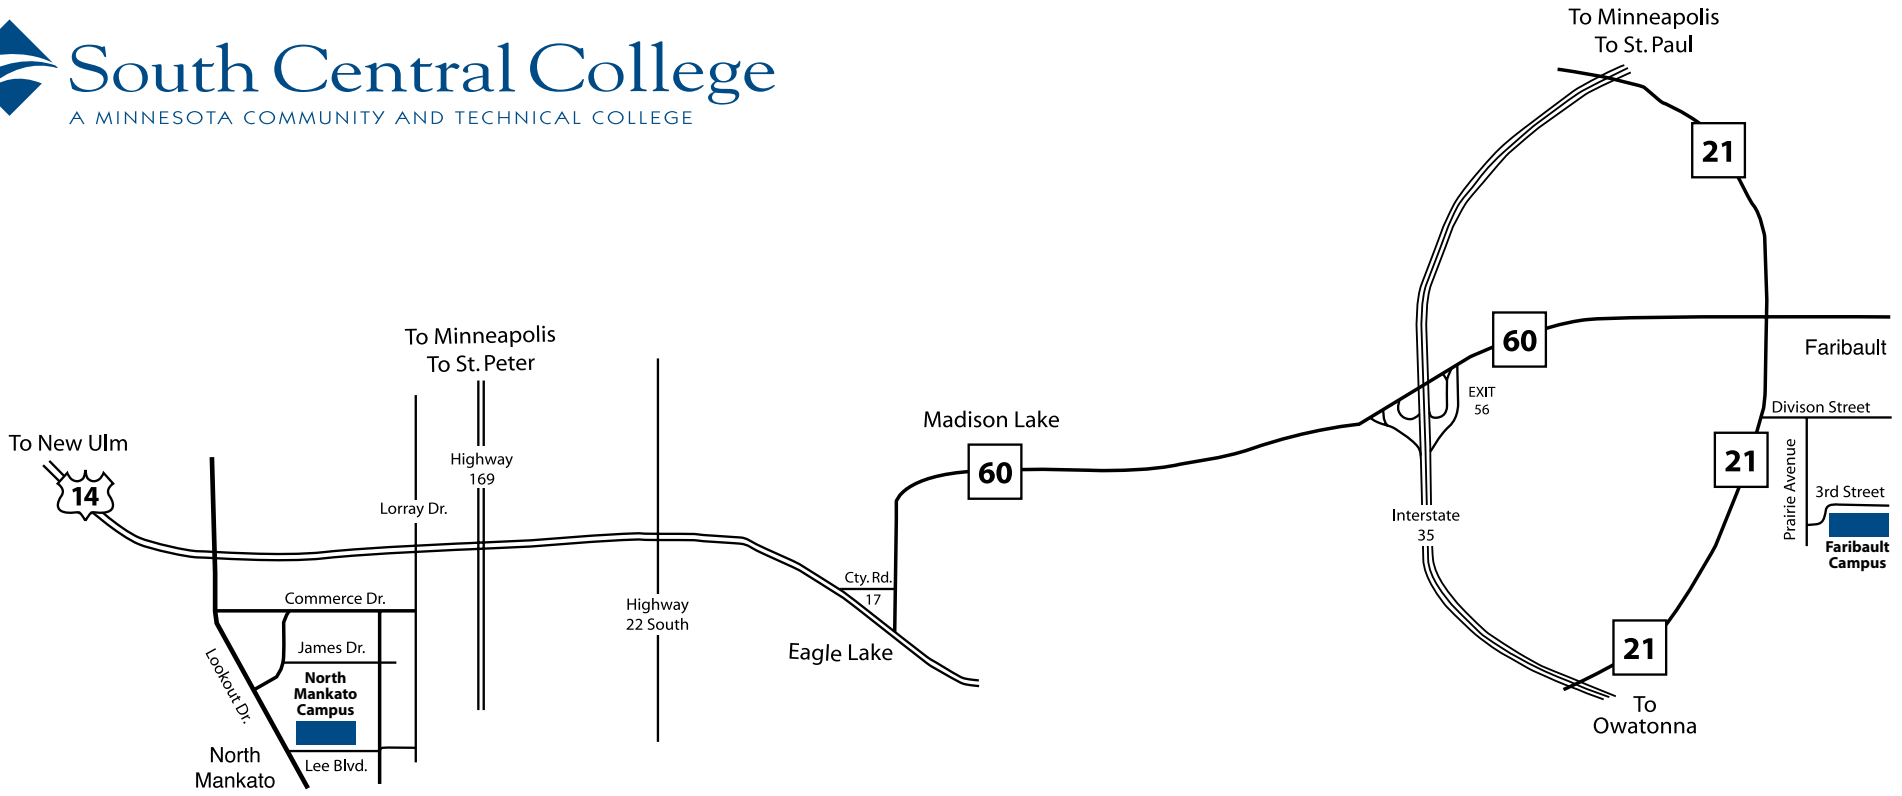 South Central College
A MINNESOTA COMMUNITY AND TECHNICAL COLLEGE
To Minneapolis
To St. Paul
21
60
Faribault
EXIT
56
Divison Street
21
Prairie Avenue
3rd Street
Faribault
Campus
Interstate
35
21
To
Owatonna
To Minneapolis
To St. Peter
Madison Lake
60
To New Ulm
14
Highway
169
Lorray Dr.
Cty. Rd.
17
Highway
22 South
Eagle Lake
Commerce Dr.
James Dr.
Lookout Dr.
North
Mankato
Campus
North
Mankato
Lee Blvd.